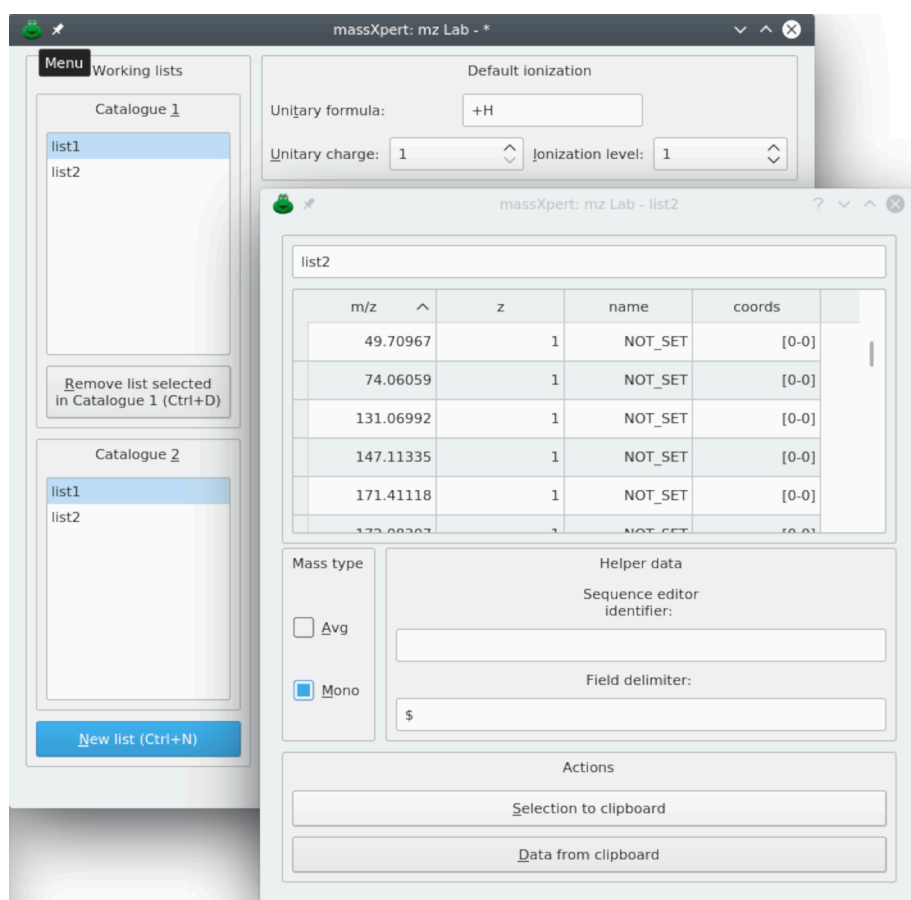 massXpert: mz Lab - *
Menu
Working lists
Catalogue 1
list1
list2
Remove list selected
in Catalogue 1 (Ctrl+D)
Catalogue 2
list1
list2
New list (Ctrl+N)
Default ionization
Unitary formula: +H
Unitary charge: 1 Ionization level: 1
massXpert: mz Lab - list2 ?
list2
m/z z name coords
49.70967 1 NOT_SET [0-0]
74.06059 1 NOT_SET [0-0]
131.06992 1 NOT_SET [0-0]
147.11335 1 NOT_SET [0-0]
171.41118 1 NOT_SET [0-0]
Mass type
Avg
Mono
Helper data
Sequence editor
identifier:
Field delimiter:
$
Actions
Selection to clipboard
Data from clipboard